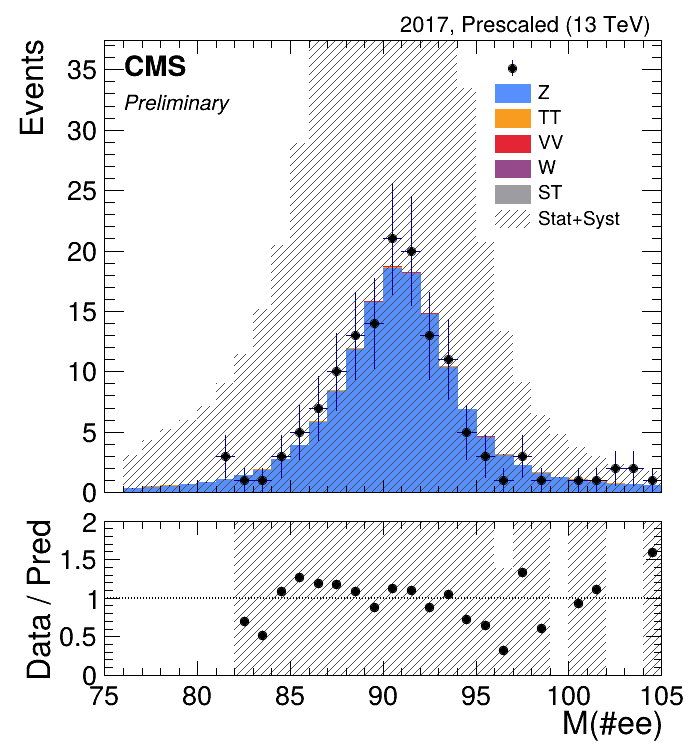 2017, Prescaled (13 TeV)
CMS
Preliminary
Events
35
30
25
20
15
10
5
0
Z
TT
VV
W
ST
Stat+Syst
Data / Pred
2
1.5
1
0.5
0
75 80 85 90 95 100 105
M(#ee)